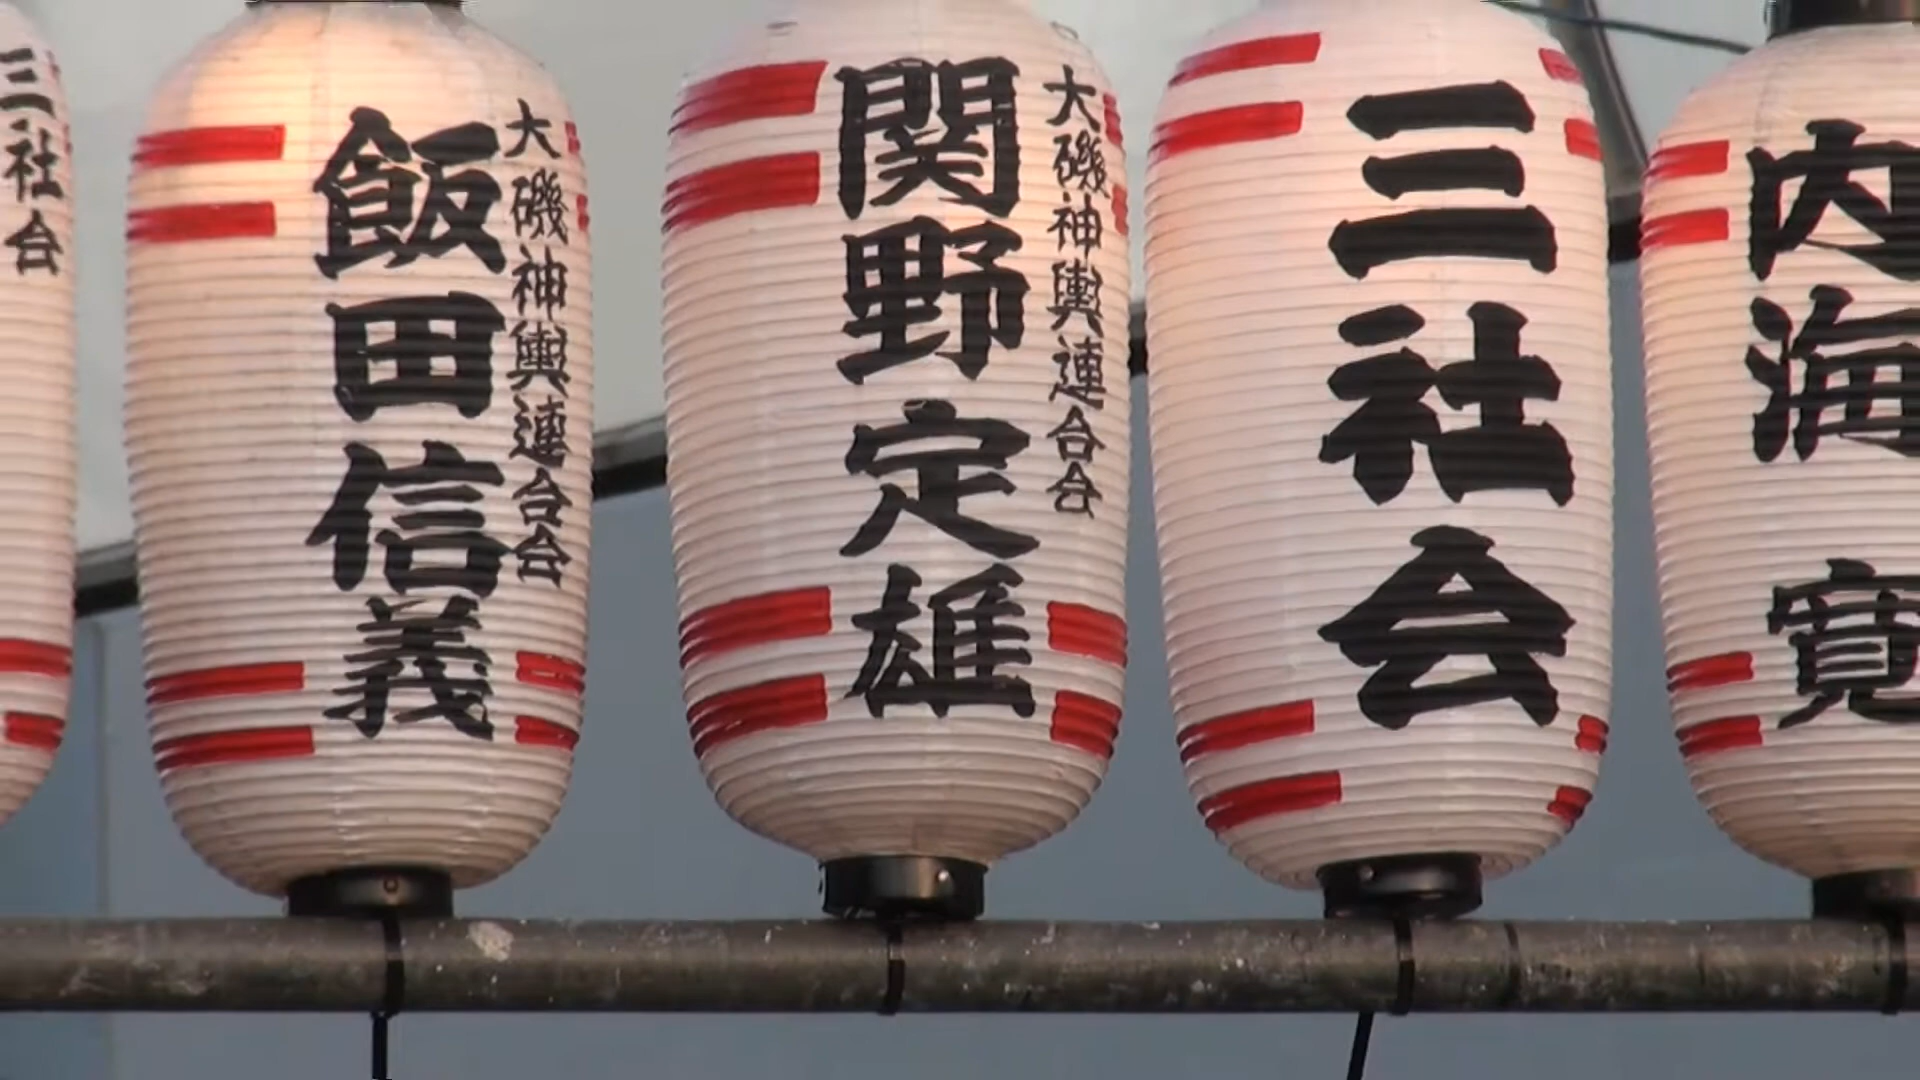 三社会
大磯神輿連合会
飯田信義
大磯神輿連合会
関野定雄
三社会
内海
寛